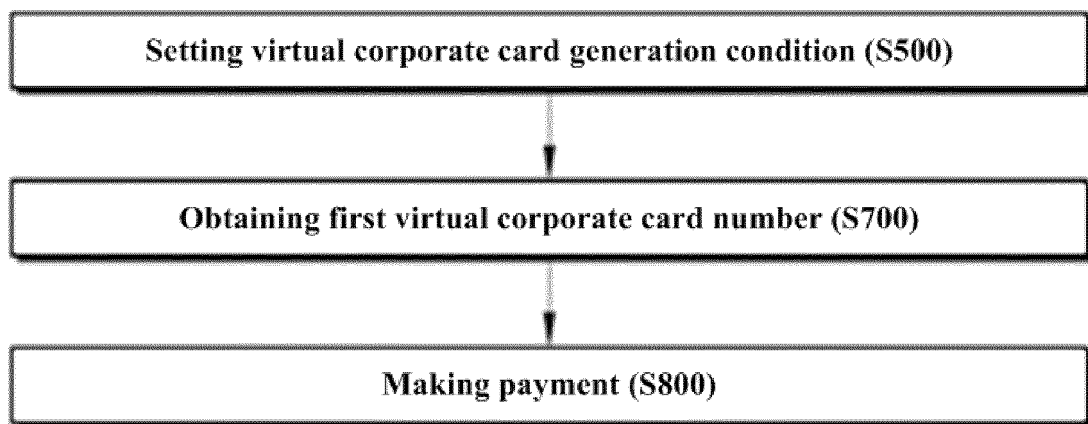 Setting virtual corporate card generation condition (S500)
Obtaining first virtual corporate card number (S700)
Making payment (S800)